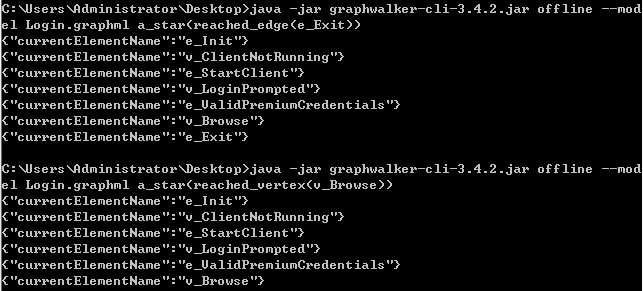 C:\Users\Administrator\Desktop>java -jar graphwalker-cli-3.4.2.jar offline --mod
el Login.graphml a_star(reached_edge(e_Exit))
{"currentElementName":"e_Init"}
{"currentElementName":"v_ClientNotRunning"}
{"currentElementName":"e_StartClient"}
{"currentElementName":"v_LoginPrompted"}
{"currentElementName":"e_ValidPremiumCredentials"}
{"currentElementName":"v_Browse"}
{"currentElementName":"e_Exit"}
C:\Users\Administrator\Desktop>java -jar graphwalker-cli-3.4.2.jar offline --mod
el Login.graphml a_star(reached_vertex(v_Browse))
{"currentElementName":"e_Init"}
{"currentElementName":"v_ClientNotRunning"}
{"currentElementName":"e_StartClient"}
{"currentElementName":"v_LoginPrompted"}
{"currentElementName":"e_ValidPremiumCredentials"}
{"currentElementName":"v_Browse"}